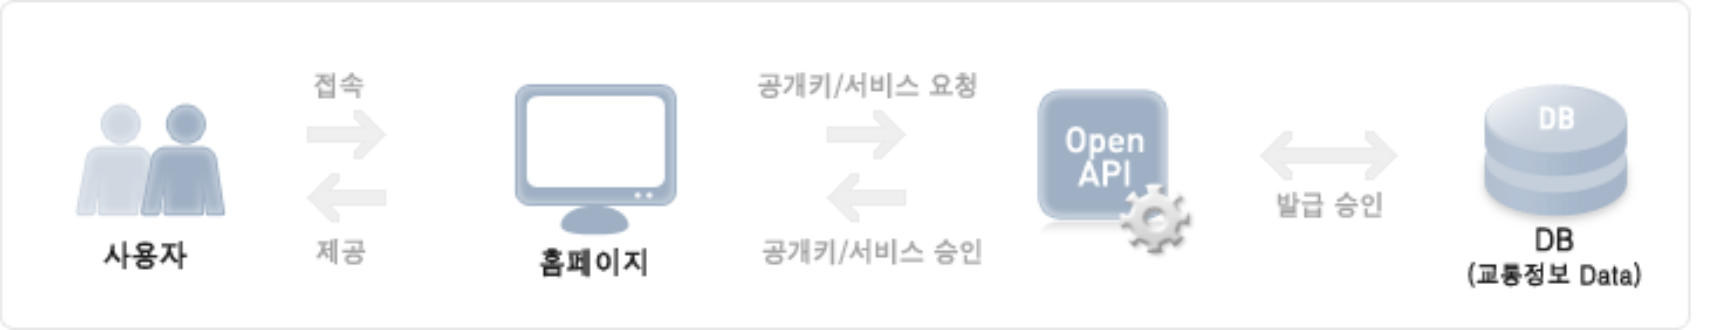 접속
제공
사용자
홈페이지
공개키/서비스 요청
공개키/서비스 승인
Open
API
발급 승인
DB
DB
(교통정보 Data)